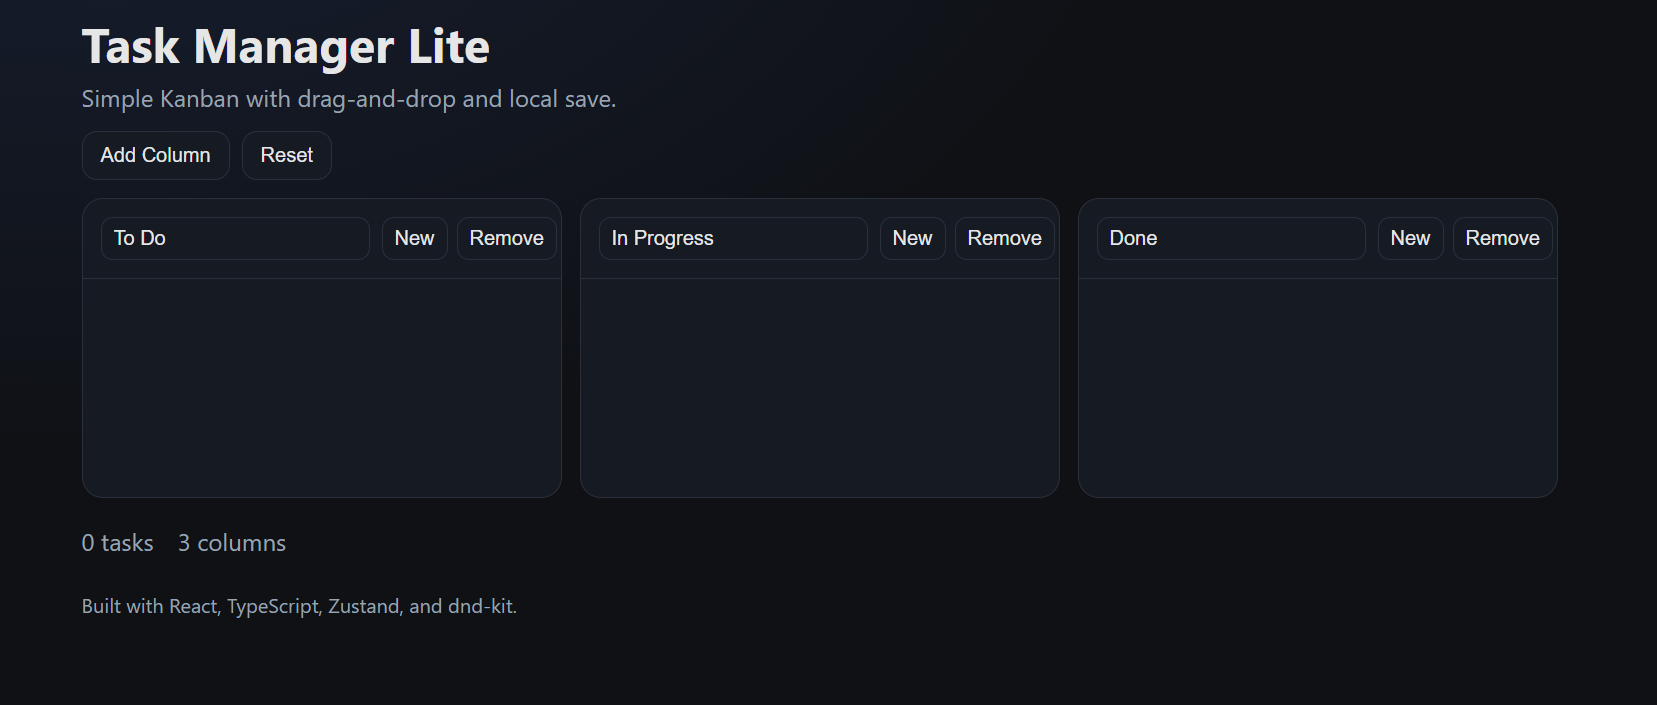 Task Manager Lite
Simple Kanban with drag-and-drop and local save.
Add Column Reset
To Do New Remove In Progress New Remove Done New Remove
0 tasks 3 columns
Built with React, TypeScript, Zustand, and dnd-kit.